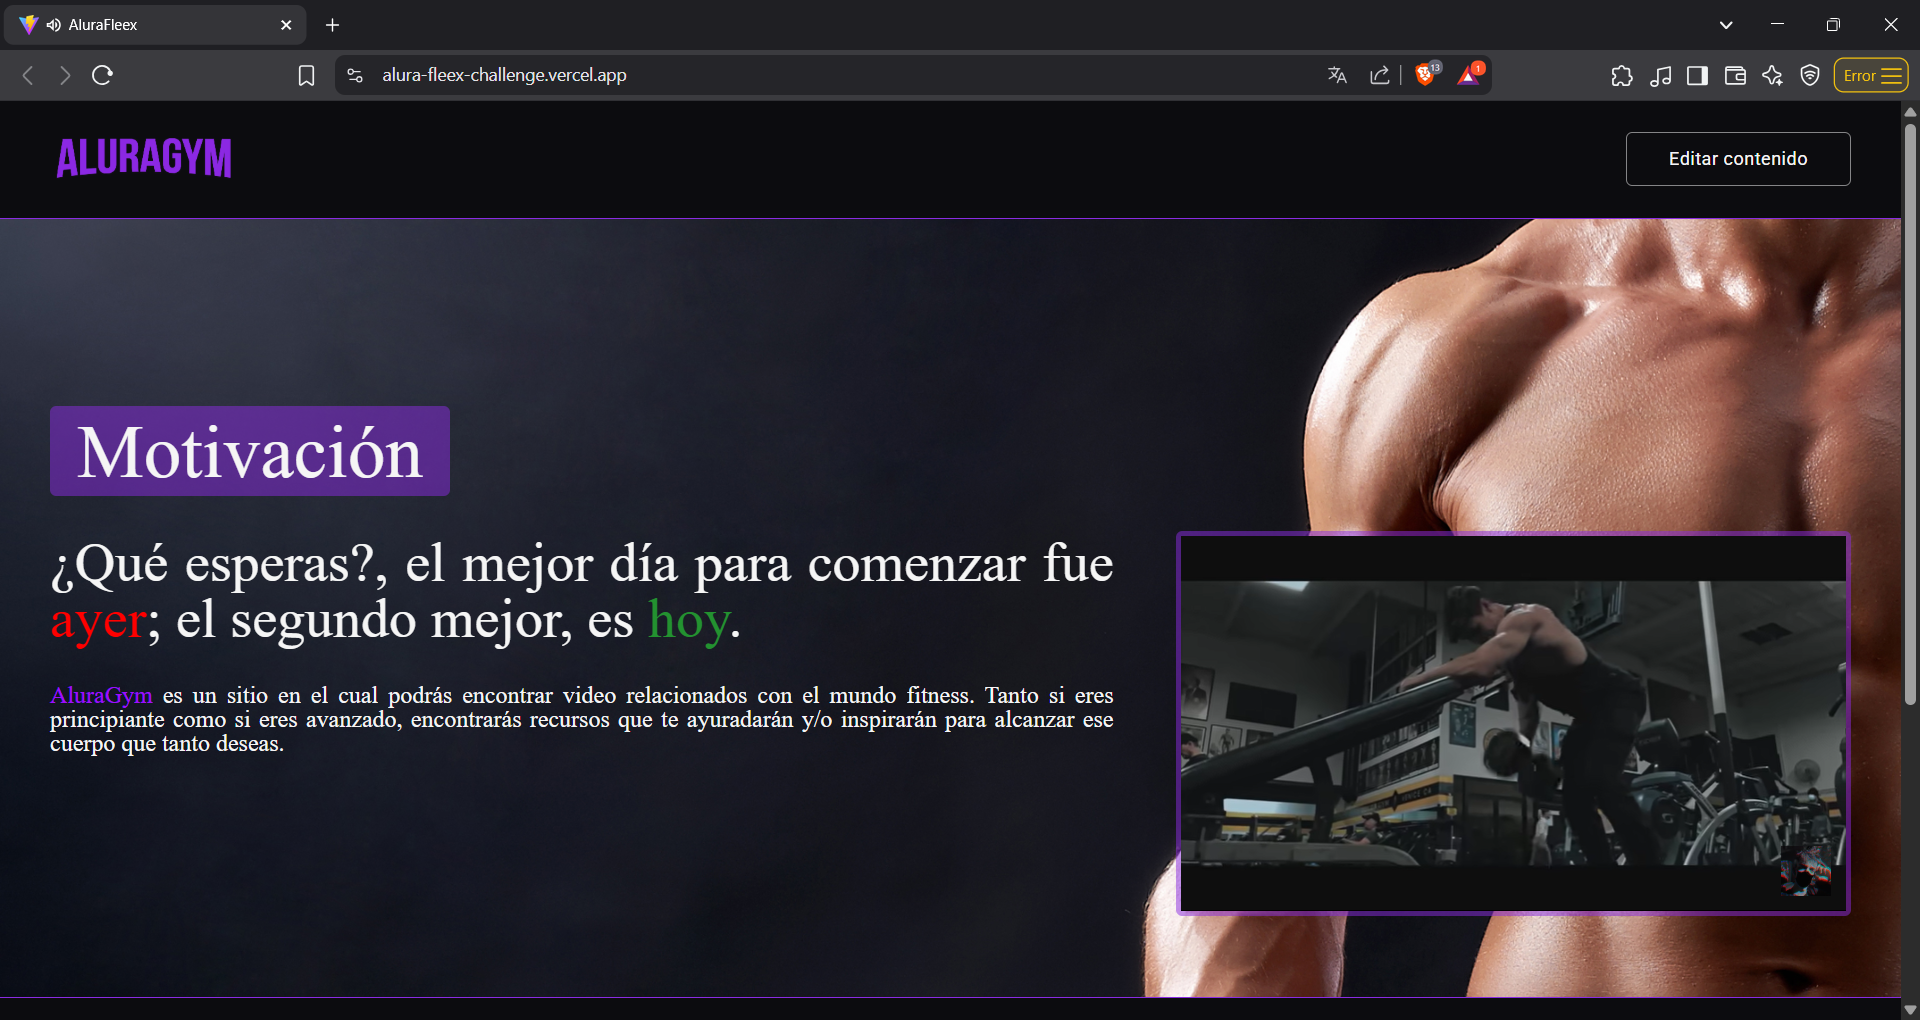 AluraFleex
alura-fleex-challenge.vercel.app
13
1
Error
ALURAGYM
Editar contenido
Motivación
¿Qué esperas?, el mejor día para comenzar fue
ayer; el segundo mejor, es hoy.
AluraGym es un sitio en el cual podrás encontrar video relacionados con el mundo fitness. Tanto si eres
principiante como si eres avanzado, encontrarás recursos que te ayuradarán y/o inspirarán para alcanzar ese
cuerpo que tanto deseas.